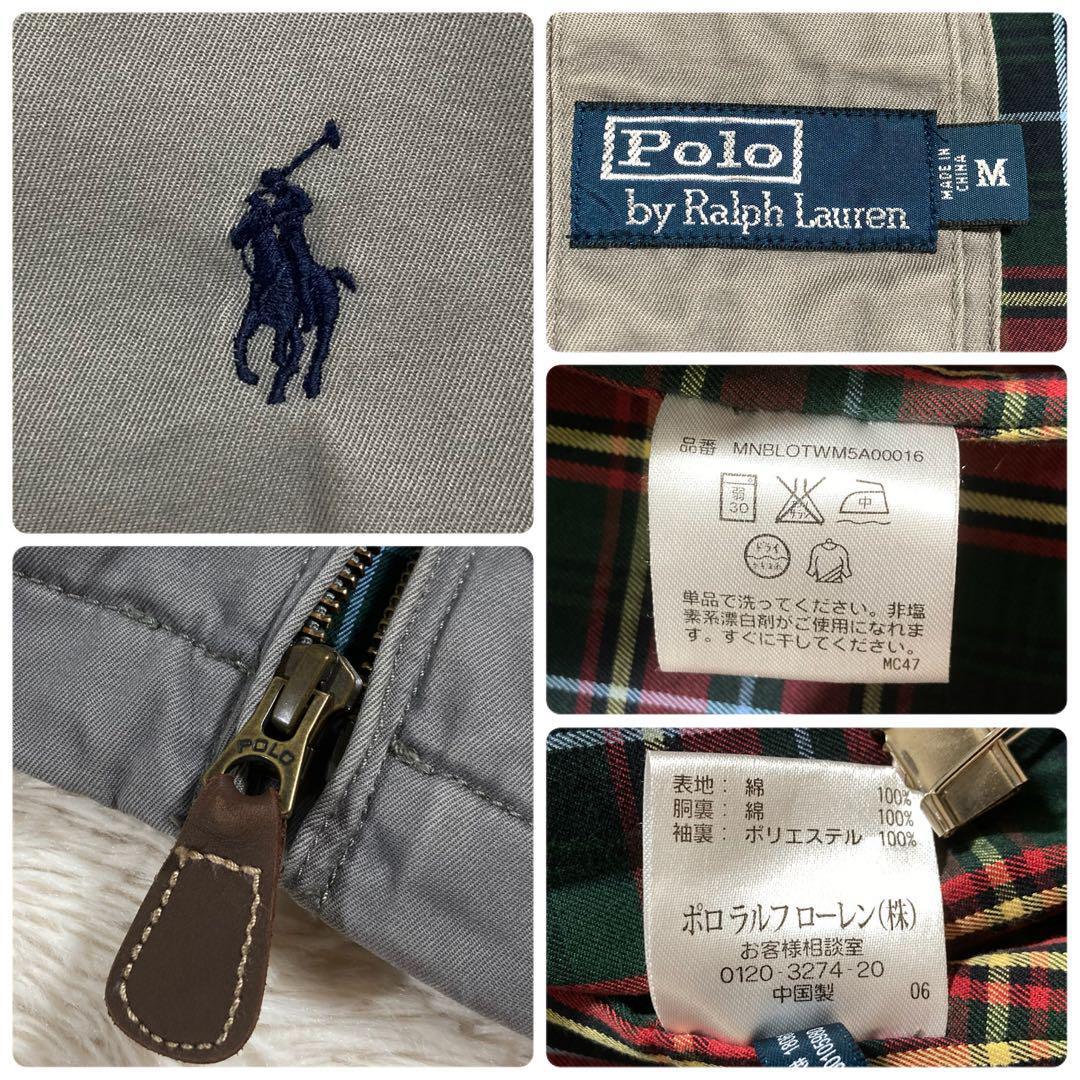 Polo
by Ralph Lauren
MADE IN
CHINA
M
品番 MNBLOTWM5A00016
弱
30
中
ドライ
単品で洗ってください。非塩
素系漂白剤がご使用になれま
す。すぐに干してください。
MC47
POLO
表地: 綿 100%
胴裏: 綿 100%
袖裏: ポリエステル 100%
ポロ ラルフ ローレン(株)
お客様相談室
0120-3274-20
中国製 06